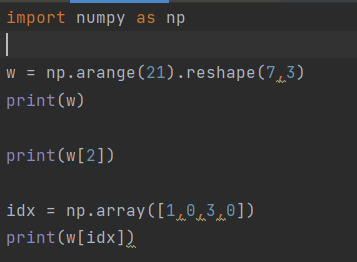 import numpy as np
w = np.arange(21).reshape(7,3)
print(w)
print(w[2])
idx = np.array([1,0,3,0])
print(w[idx])